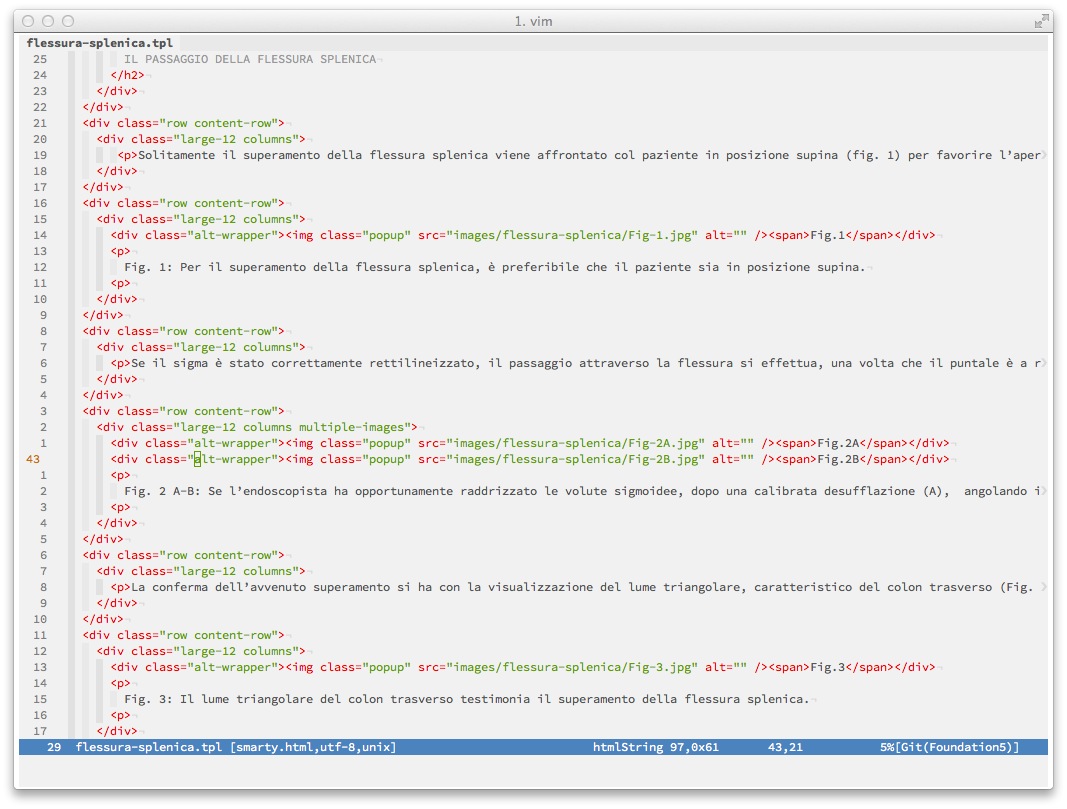 1. vim
flessura-splenica.tpl
25 IL PASSAGGIO DELLA FLESSURA SPLENICA¬
24 </h2>¬
23 </div>¬
22 </div>¬
21 <div class="row content-row">¬
20 <div class="large-12 columns">¬
19 <p>Solitamente il superamento della flessura splenica viene affrontato col paziente in posizione supina (fig. 1) per favorire l’aper›
18 </div>¬
17 </div>¬
16 <div class="row content-row">¬
15 <div class="large-12 columns">¬
14 <div class="alt-wrapper"><img class="popup" src="images/flessura-splenica/Fig-1.jpg" alt="" /><span>Fig.1</span></div>¬
13 <p>¬
12 Fig. 1: Per il superamento della flessura splenica, è preferibile che il paziente sia in posizione supina.¬
11 <p>¬
10 </div>¬
9 </div>¬
8 <div class="row content-row">¬
7 <div class="large-12 columns">¬
6 <p>Se il sigma è stato correttamente rettilineizzato, il passaggio attraverso la flessura si effettua, una volta che il puntale è a r›
5 </div>¬
4 </div>¬
3 <div class="row content-row">¬
2 <div class="large-12 columns multiple-images">¬
1 <div class="alt-wrapper"><img class="popup" src="images/flessura-splenica/Fig-2A.jpg" alt="" /><span>Fig.2A</span></div>¬
43 <div class="alt-wrapper"><img class="popup" src="images/flessura-splenica/Fig-2B.jpg" alt="" /><span>Fig.2B</span></div>¬
1 <p>¬
2 Fig. 2 A-B: Se l’endoscopista ha opportunamente raddrizzato le volute sigmoidee, dopo una calibrata desufflazione (A),  angolando i›
3 <p>¬
4 </div>¬
5 </div>¬
6 <div class="row content-row">¬
7 <div class="large-12 columns">¬
8 <p>La conferma dell’avvenuto superamento si ha con la visualizzazione del lume triangolare, caratteristico del colon trasverso (Fig. ›
9 </div>¬
10 </div>¬
11 <div class="row content-row">¬
12 <div class="large-12 columns">¬
13 <div class="alt-wrapper"><img class="popup" src="images/flessura-splenica/Fig-3.jpg" alt="" /><span>Fig.3</span></div>¬
14 <p>¬
15 Fig. 3: Il lume triangolare del colon trasverso testimonia il superamento della flessura splenica.¬
16 <p>¬
17 </div>¬
29 flessura-splenica.tpl [smarty.html,utf-8,unix] htmlString 97,0x61 43,21 5%[Git(Foundation5)]